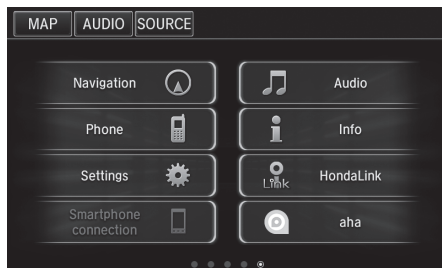 MAP
AUDIO
SOURCE
Navigation
Audio
Phone
Info
Settings
Link
HondaLink
Smartphone
connection
aha